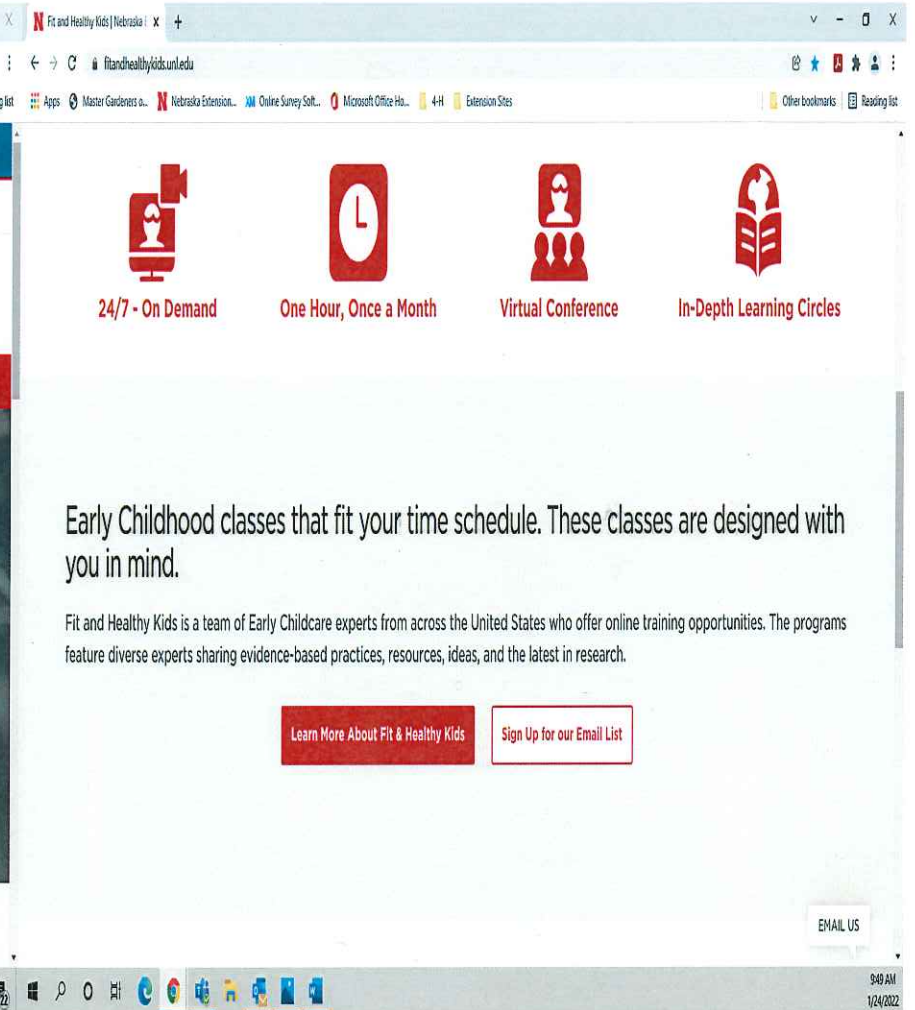 Fit and Healthy Kids | Nebraska
fitandhealthykids.unl.edu
list
Apps Master Gardeners o... Nebraska Extension... Online Survey Soft... Microsoft Office Ho... 4-H Extension Sites Other bookmarks Reading list
24/7 - On Demand One Hour, Once a Month Virtual Conference In-Depth Learning Circles
Early Childhood classes that fit your time schedule. These classes are designed with
you in mind.
Fit and Healthy Kids is a team of Early Childcare experts from across the United States who offer online training opportunities. The programs
feature diverse experts sharing evidence-based practices, resources, ideas, and the latest in research.
Learn More About Fit & Healthy Kids Sign Up for our Email List
EMAIL US
9:49 AM
22 1/24/2022